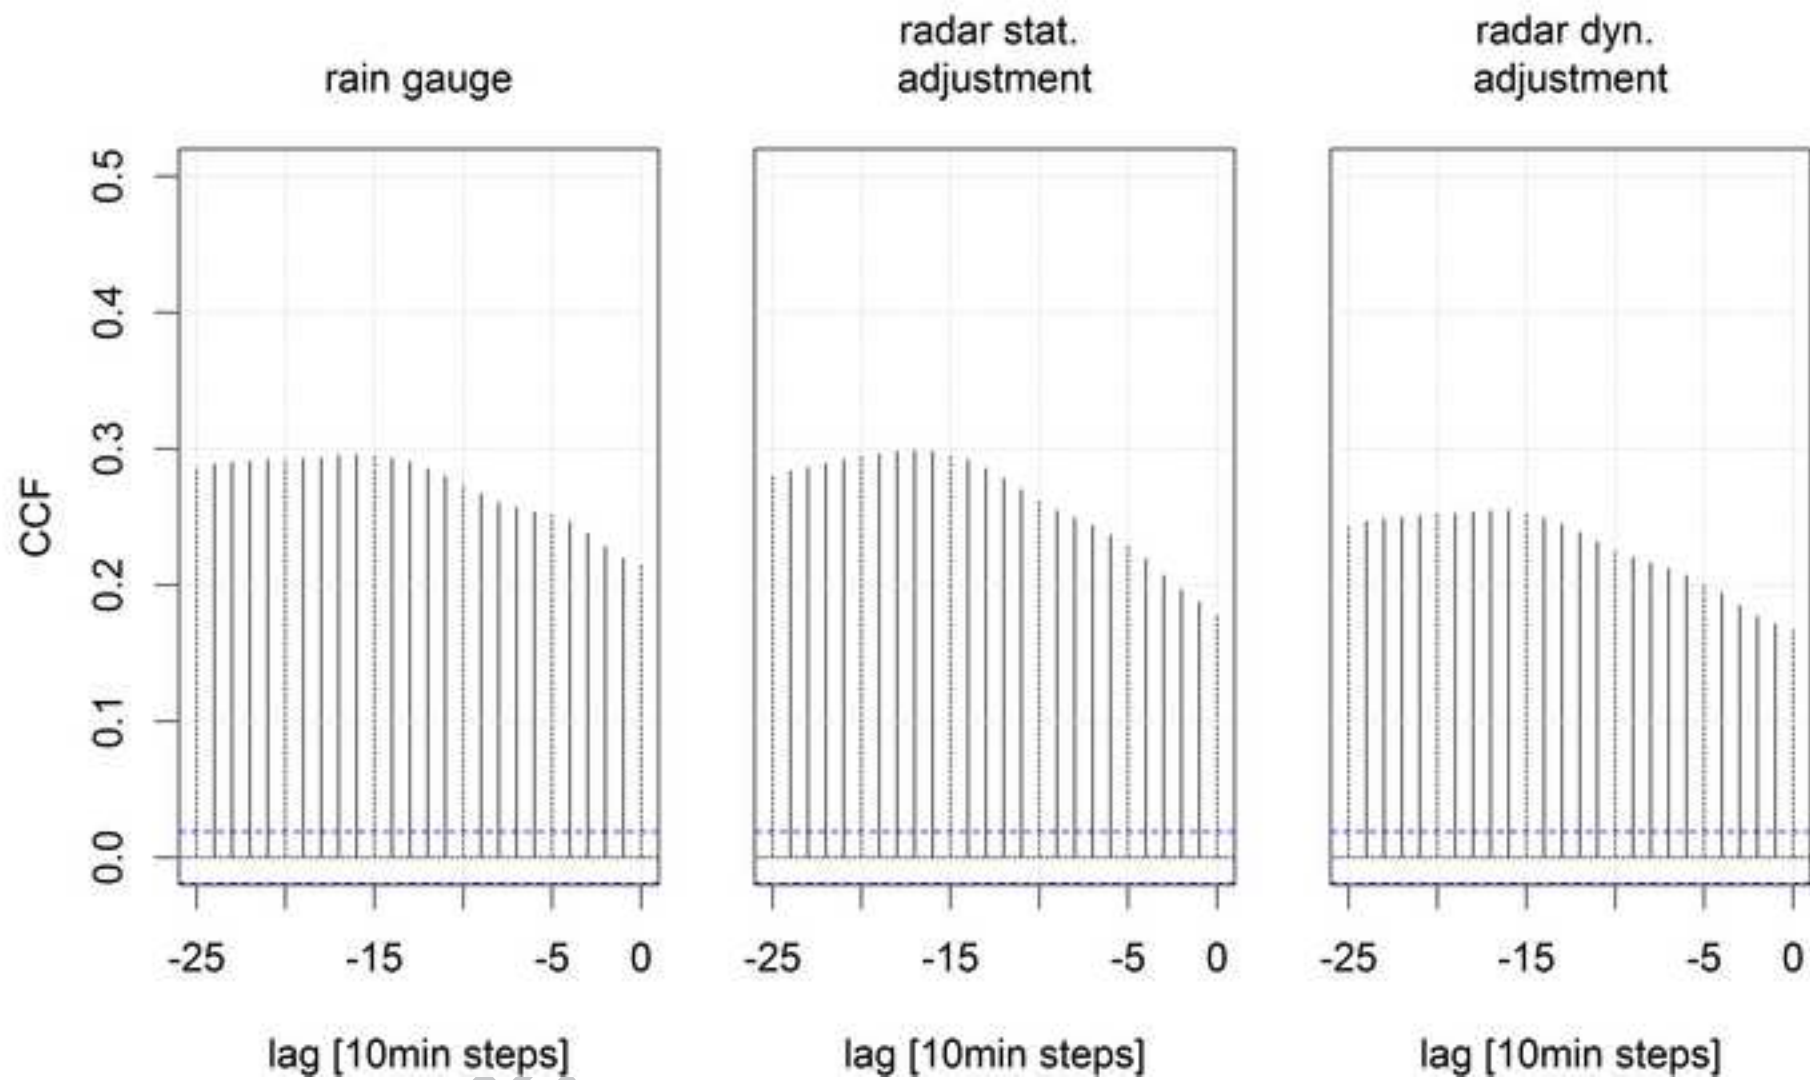 rain gauge
radar stat.
adjustment
radar dyn.
adjustment
CCF
0.5
0.4
0.3
0.2
0.1
0.0
-25 -15 -5 0
-25 -15 -5 0
-25 -15 -5 0
lag [10min steps]
lag [10min steps]
lag [10min steps]